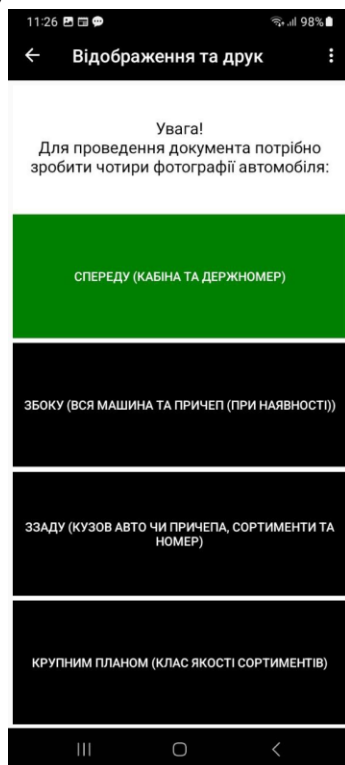 11:26 98%
Відображення та друк
Увага!
Для проведення документа потрібно
зробити чотири фотографії автомобіля:
СПЕРЕДУ (КАБІНА ТА ДЕРЖНОМЕР)
ЗБОКУ (ВСЯ МАШИНА ТА ПРИЧЕП (ПРИ НАЯВНОСТІ))
ЗЗАДУ (КУЗОВ АВТО ЧИ ПРИЧЕПА, СОРТИМЕНТИ ТА
НОМЕР)
КРУПНИМ ПЛАНОМ (КЛАС ЯКОСТІ СОРТИМЕНТІВ)